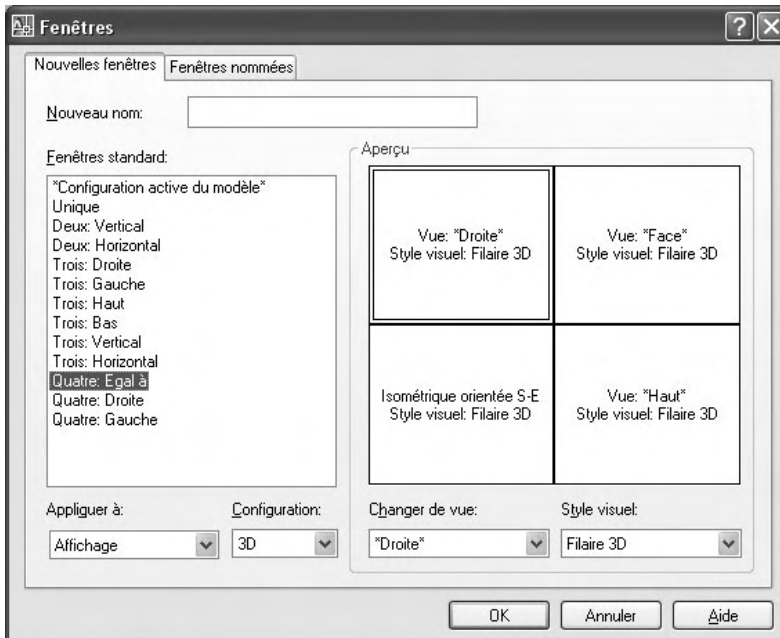 Fenêtres
Nouvelles fenêtres
Fenêtres nommées
Nouveau nom:
Fenêtres standard:
*Configuration active du modèle*
Unique
Deux: Vertical
Deux: Horizontal
Trois: Droite
Trois: Gauche
Trois: Haut
Trois: Bas
Trois: Vertical
Trois: Horizontal
Quatre: Egal à
Quatre: Droite
Quatre: Gauche
Appliquer à:
Affichage
Configuration:
3D
Aperçu
Vue: *Droite*
Style visuel: Filaire 3D
Vue: *Face*
Style visuel: Filaire 3D
Isométrique orientée S-E
Style visuel: Filaire 3D
Vue: *Haut*
Style visuel: Filaire 3D
Changer de vue:
*Droite*
Style visuel:
Filaire 3D
OK
Annuler
Aide